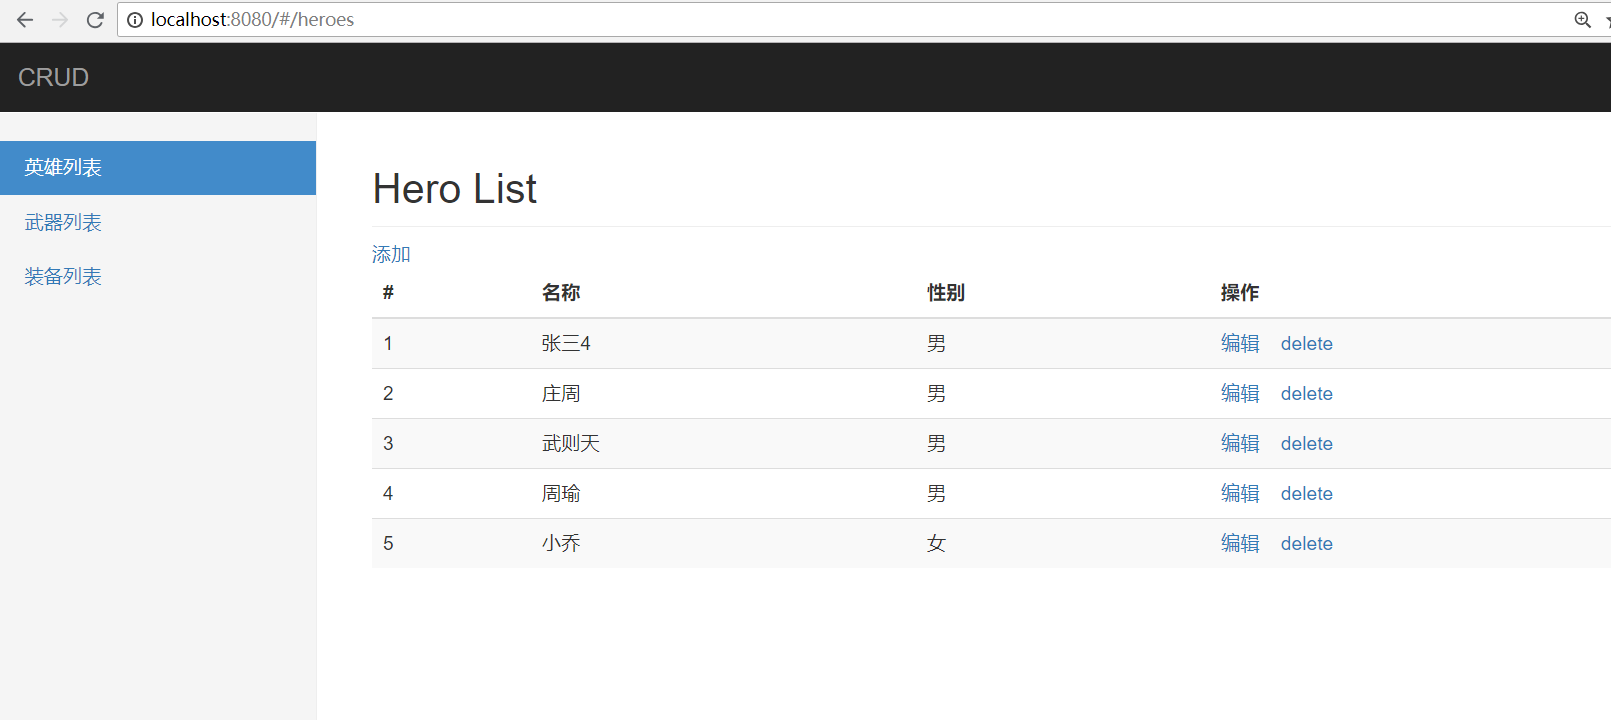 localhost:8080/#/heroes
CRUD
英雄列表
武器列表
装备列表
Hero List
添加
# 名称 性别 操作
1 张三4 男 编辑 delete
2 庄周 男 编辑 delete
3 武则天 男 编辑 delete
4 周瑜 男 编辑 delete
5 小乔 女 编辑 delete